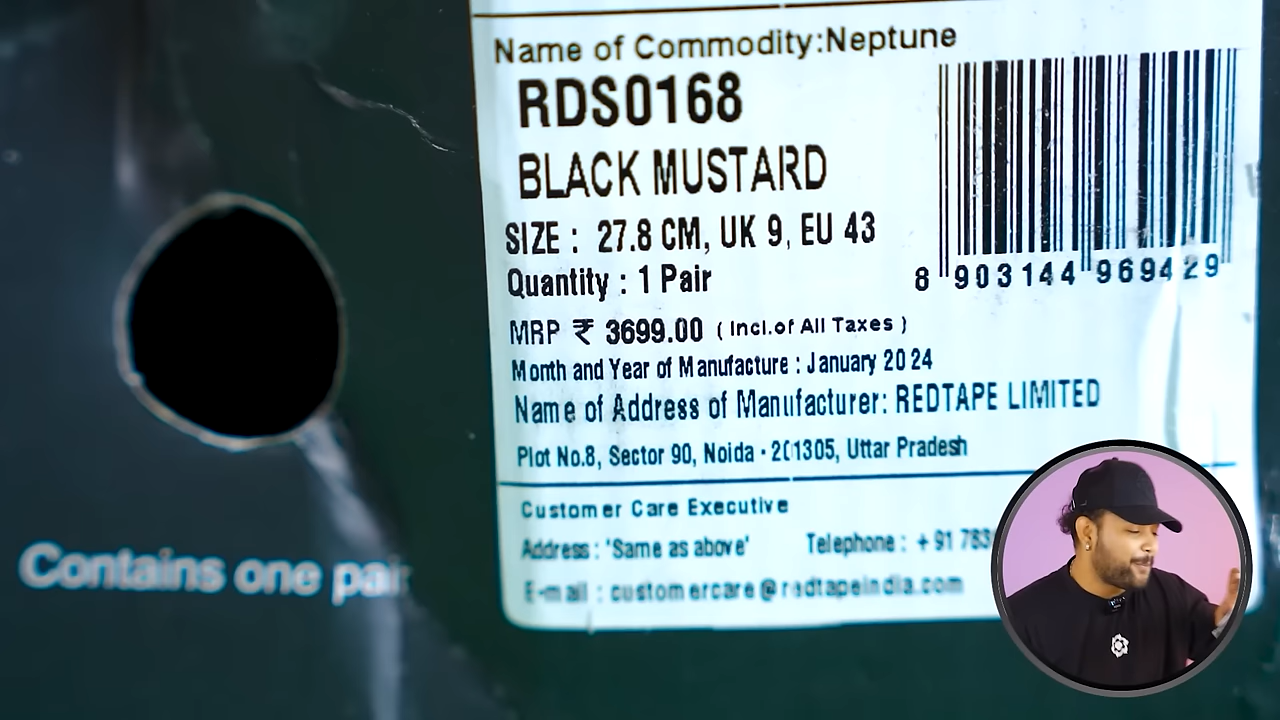 Name of Commodity:Neptune
RDS0168
BLACK MUSTARD
SIZE : 27.8 CM, UK 9, EU 43
Quantity : 1 Pair
8 903144 969429
MRP ₹ 3699.00 ( Incl.of All Taxes )
Month and Year of Manufacture : January 2024
Name of Address of Manufacturer: REDTAPE LIMITED
Plot No.8, Sector 90, Noida - 201305, Uttar Pradesh
Customer Care Executive
Address : 'Same as above' Telephone : + 91 783
E-mail : customercare@redtapeindia.com
Contains one pair